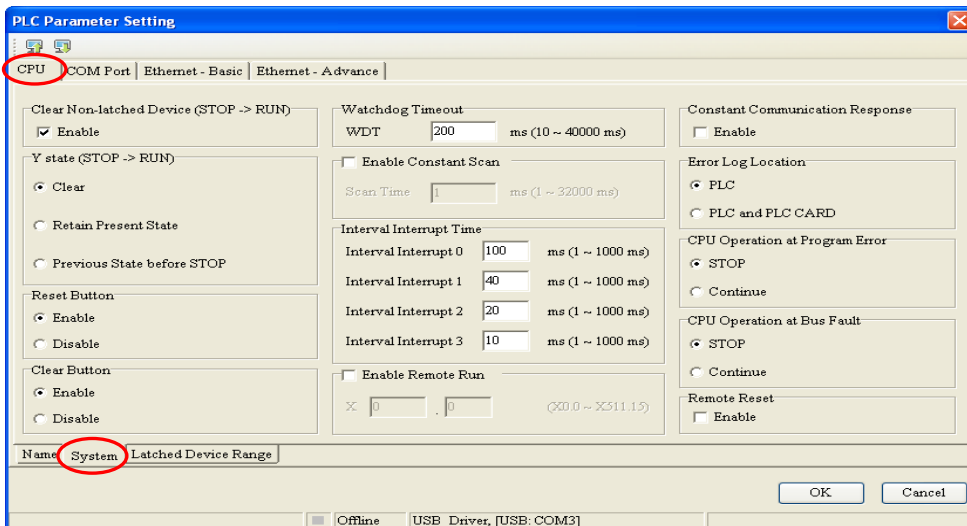 PLC Parameter Setting
CPU COM Port Ethernet - Basic Ethernet - Advance
Clear Non-latched Device (STOP -> RUN)
Enable
Y state (STOP -> RUN)
Clear
Retain Present State
Previous State before STOP
Reset Button
Enable
Disable
Clear Button
Enable
Disable
Watchdog Timeout
WDT 200 ms (10 ~ 40000 ms)
Enable Constant Scan
Scan Time 1 ms (1 ~ 32000 ms)
Interval Interrupt Time
Interval Interrupt 0 100 ms (1 ~ 1000 ms)
Interval Interrupt 1 40 ms (1 ~ 1000 ms)
Interval Interrupt 2 20 ms (1 ~ 1000 ms)
Interval Interrupt 3 10 ms (1 ~ 1000 ms)
Enable Remote Run
X 0 . 0 (X0.0 ~ X511.15)
Constant Communication Response
Enable
Error Log Location
PLC
PLC and PLC CARD
CPU Operation at Program Error
STOP
Continue
CPU Operation at Bus Fault
STOP
Continue
Remote Reset
Enable
Name System Latched Device Range
OK Cancel
Offline USB Driver, [USB: COM3]